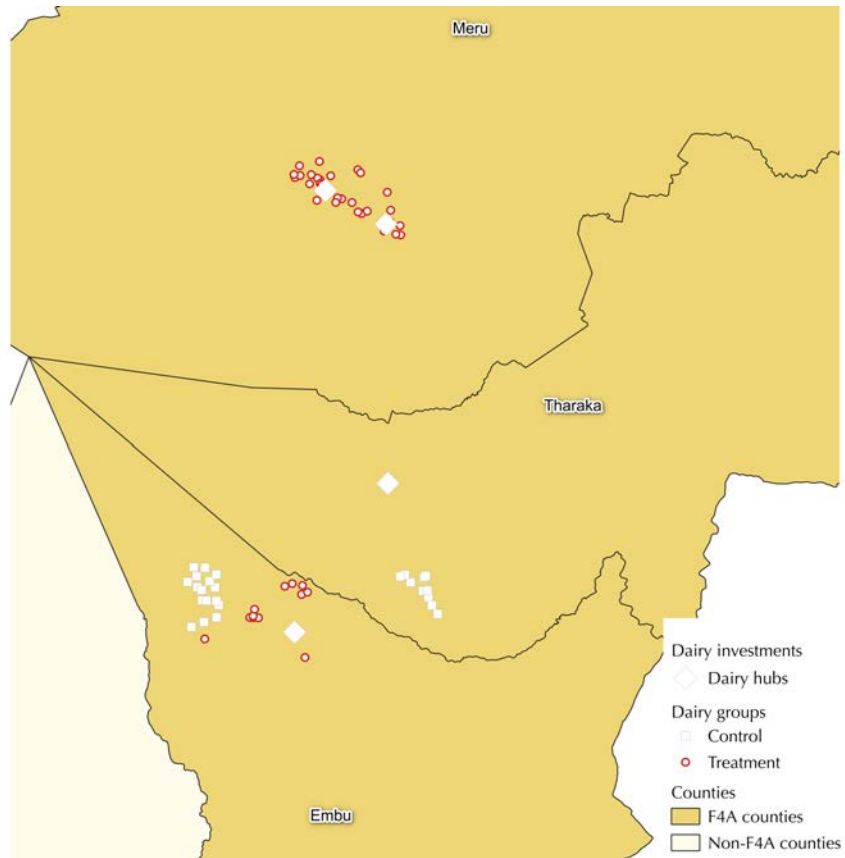 Meru
Tharaka
Embu
Dairy investments
Dairy hubs
Dairy groups
Control
Treatment
Counties
F4A counties
Non-F4A counties